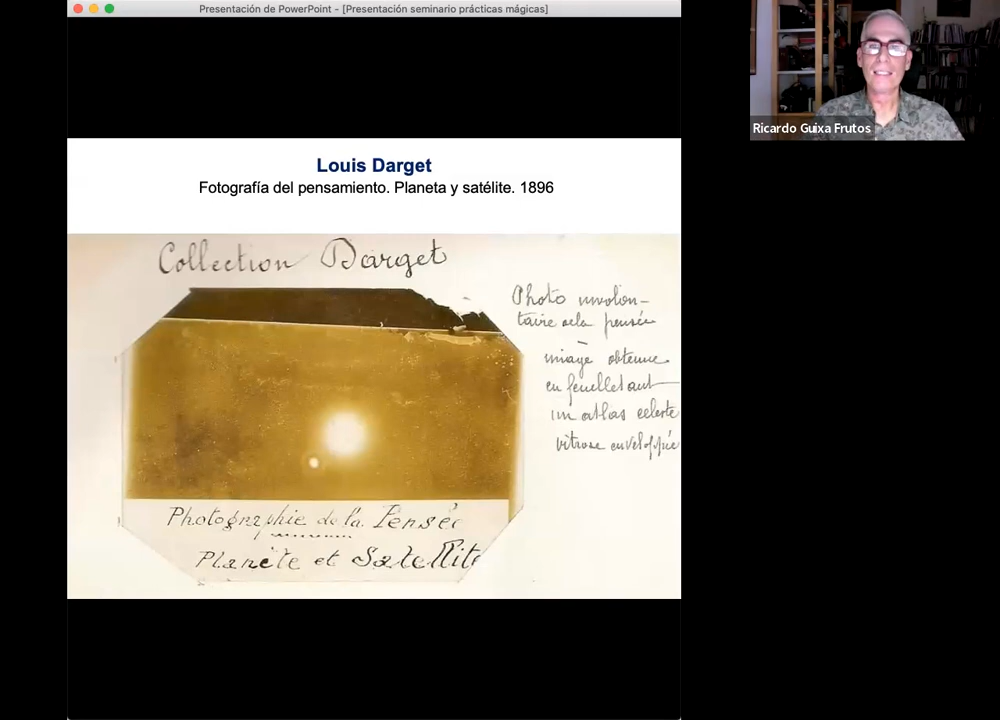 Presentación de PowerPoint - [Presentación seminario prácticas mágicas]
Ricardo Guixa Frutos
Louis Darget
Fotografía del pensamiento. Planeta y satélite. 1896
Collection Darget
Photo involon-
taire de la pensée
image obtenue
en feuilletant
un atlas celeste
enveloppée
Photographie de la Pensée
Planète et Satellite